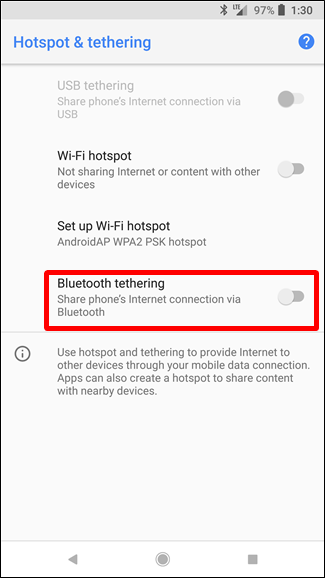 LTE 97% 1:30
Hotspot & tethering ?
USB tethering
Share phone's Internet connection via
USB
Wi-Fi hotspot
Not sharing Internet or content with other
devices
Set up Wi-Fi hotspot
AndroidAP WPA2 PSK hotspot
Bluetooth tethering
Share phone's Internet connection via
Bluetooth
Use hotspot and tethering to provide Internet to
other devices through your mobile data connection.
Apps can also create a hotspot to share content
with nearby devices.